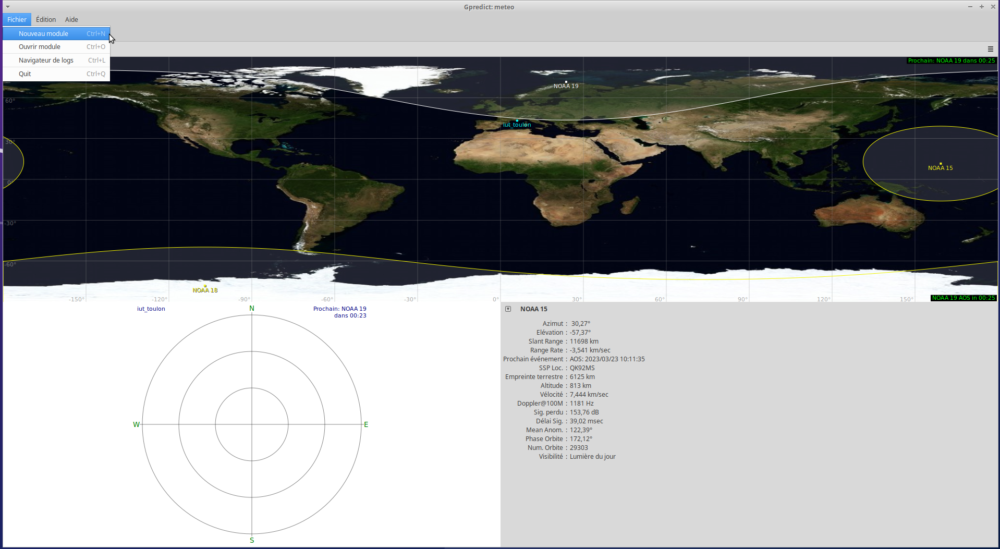 Gpredict: meteo
Fichier Édition Aide
Nouveau module Ctrl+N
Ouvrir module Ctrl+O
Navigateur de logs Ctrl+L
Quit Ctrl+Q
Prochain: NOAA 19 dans 00:25
NOAA 19
60°
iut_toulon
30°
NOAA 15
0°
-30°
-60°
NOAA 18
-150° -120° -90° -60° -30° 0° 30° 60° 90° 120° 150°
NOAA 19 AOS in 00:25
iut_toulon
Prochain: NOAA 19
dans 00:23
N
W
E
S
NOAA 15
Azimut : 30,27°
Elévation : -57,37°
Slant Range : 11698 km
Range Rate : -3,541 km/sec
Prochain événement : AOS: 2023/03/23 10:11:35
SSP Loc. : QK92MS
Empreinte terrestre : 6125 km
Altitude : 813 km
Vélocité : 7,444 km/sec
Doppler@100M : 1181 Hz
Sig. perdu : 153,76 dB
Délai Sig. : 39,02 msec
Mean Anom. : 122,39°
Phase Orbite : 172,12°
Num. Orbite : 29303
Visibilité : Lumière du jour